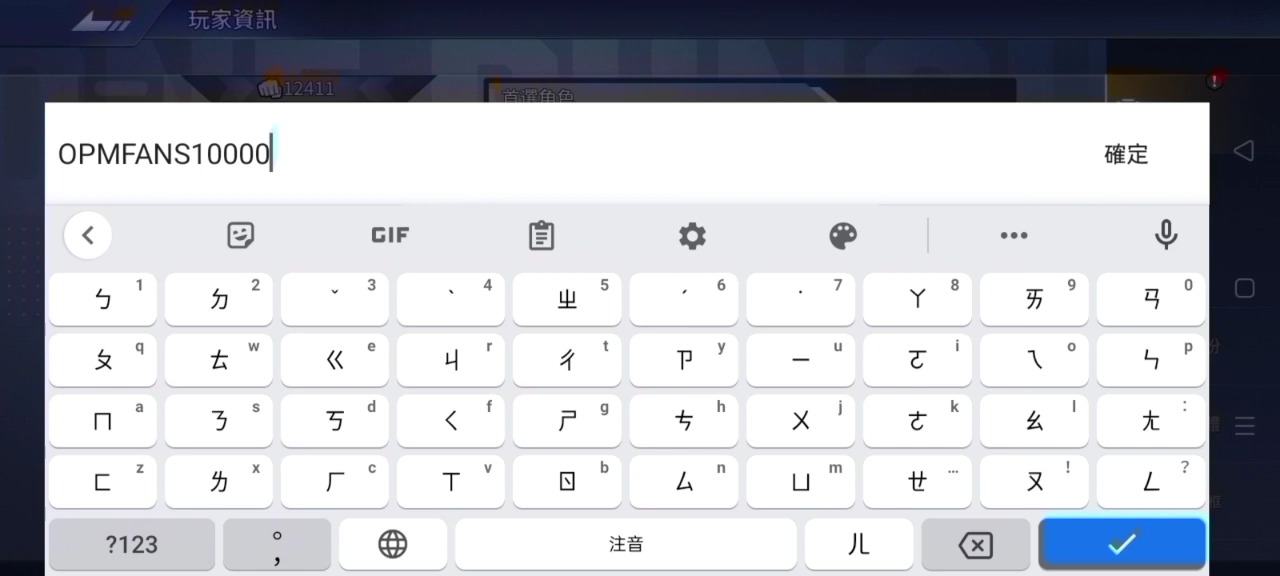 玩家資訊
12411
首選角色
OPMFANS10000
確定
GIF
ㄅ 1 ㄉ 2 ˇ 3 ˋ 4 ㄓ 5 ˊ 6 ˙ 7 ㄚ 8 ㄞ 9 ㄢ 0
ㄆ q ㄊ w ㄍ e ㄐ r ㄔ t ㄗ y ㄧ u ㄛ i ㄟ o ㄣ p
ㄇ a ㄋ s ㄎ d ㄑ f ㄕ g ㄘ h ㄨ j ㄜ k ㄠ l ㄤ :
ㄈ z ㄌ x ㄏ c ㄒ v ㄖ b ㄙ n ㄩ m ㄝ … ㄡ ! ㄥ ?
?123 °, 注音 ㄦ